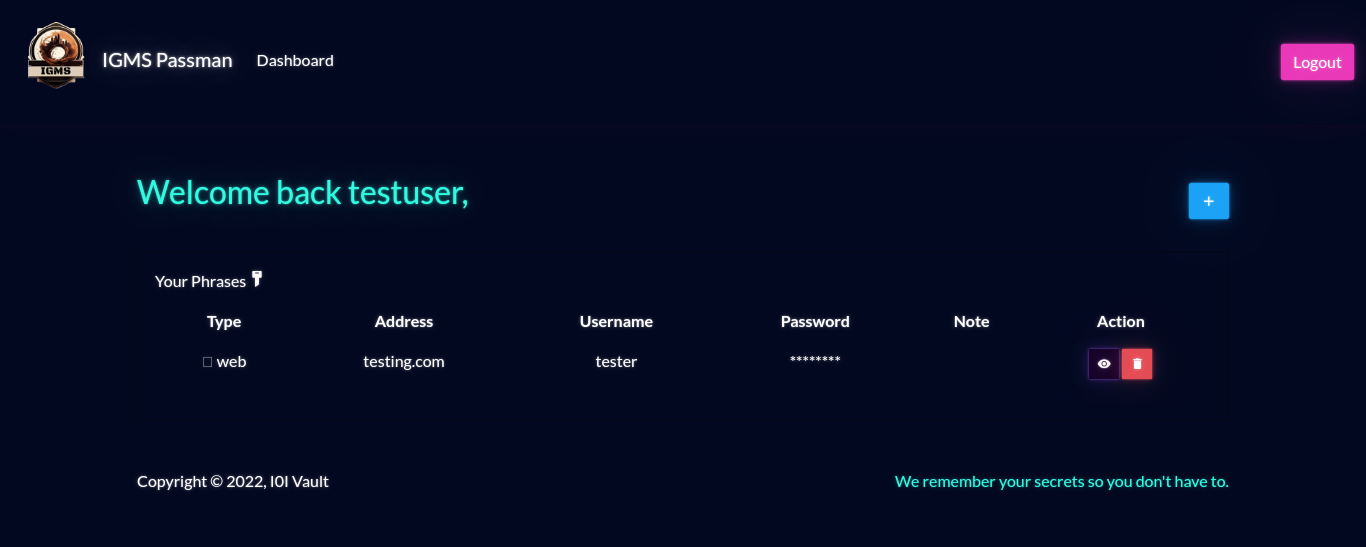 IGMS
IGMS Passman Dashboard Logout
Welcome back testuser,
+
Your Phrases
Type Address Username Password Note Action
web testing.com tester ********
Copyright © 2022, I0I Vault We remember your secrets so you don't have to.